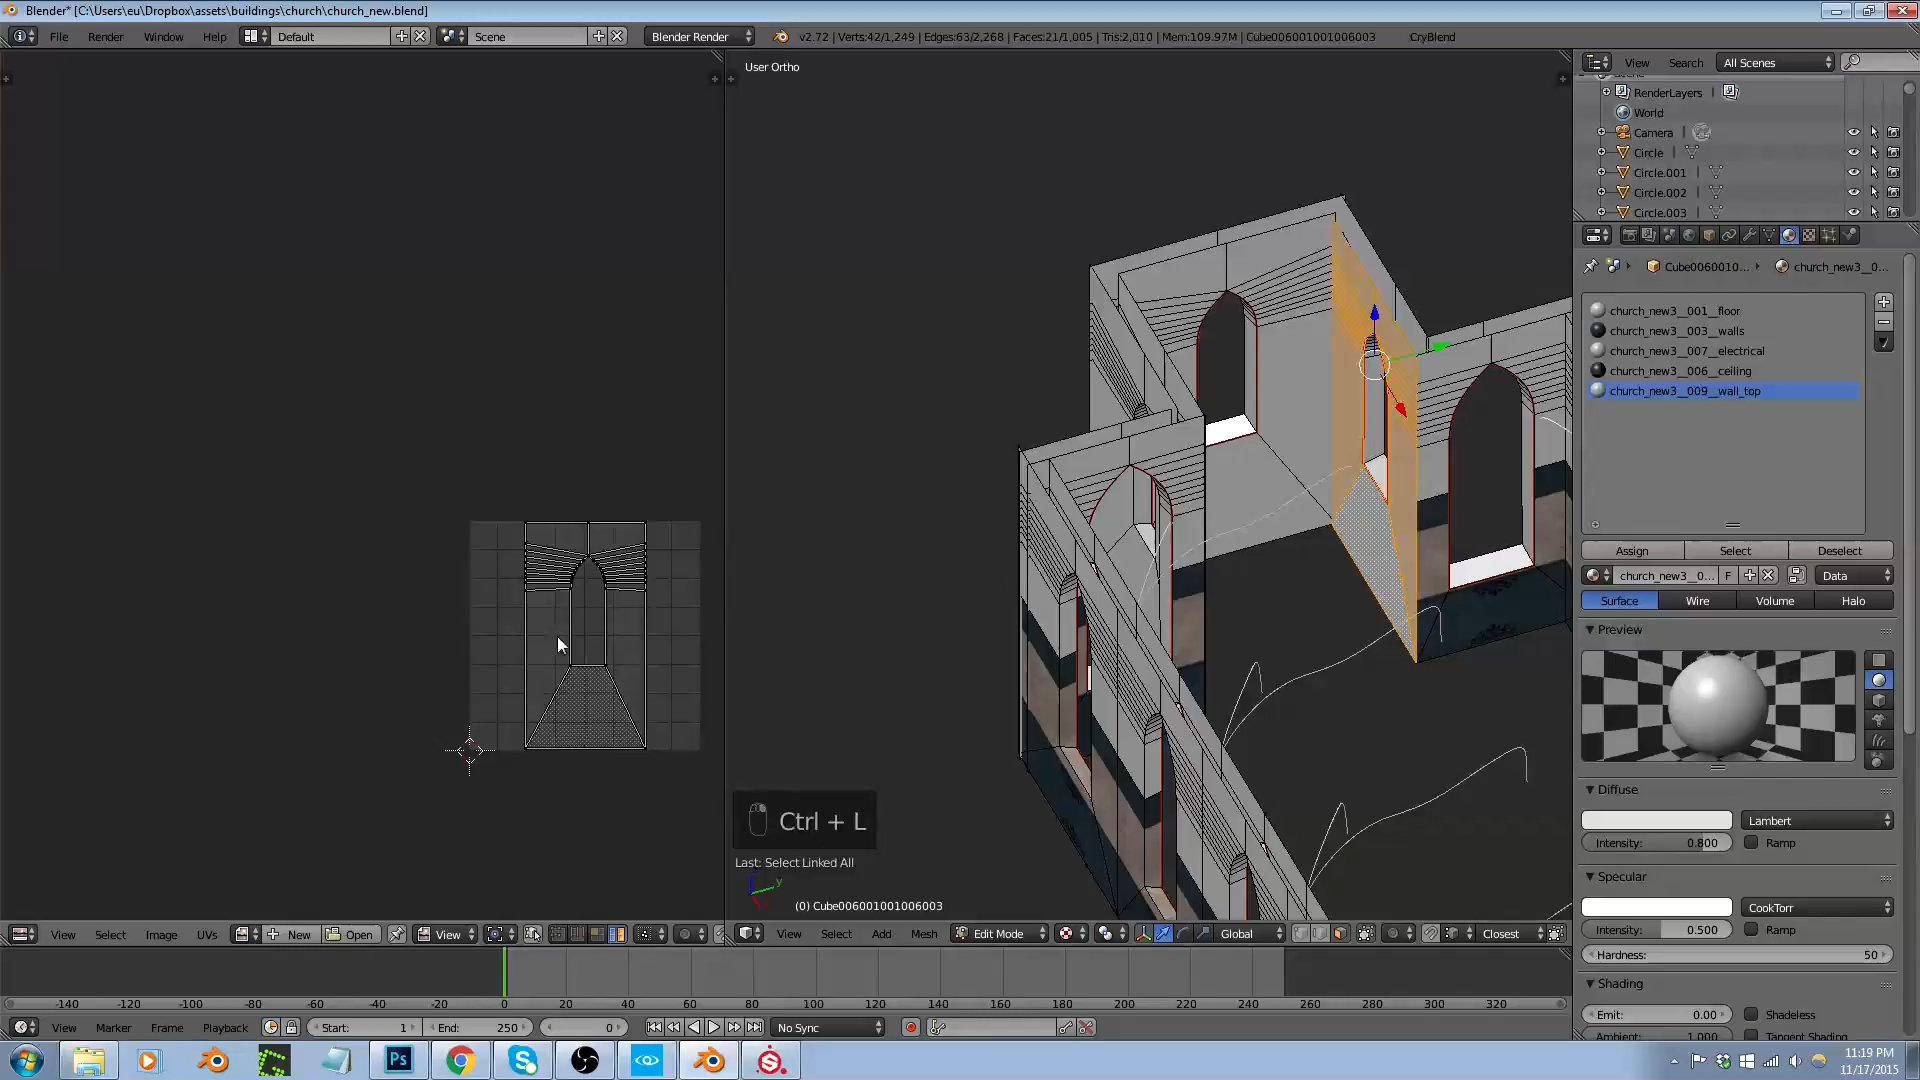 Blender* [C:\Users\eu\Dropbox\assets\buildings\church\church_new.blend]
File Render Window Help Default Scene Blender Render v2.72 | Verts:42/1,249 | Edges:63/2,268 | Faces:21/1,005 | Tris:2,010 | Mem:109.97M | Cube006001001006003 CryBlend
User Ortho
View Search All Scenes
RenderLayers
World
Camera
Circle
Circle.001
Circle.002
Circle.003
Cube0060010... church_new3__0...
church_new3__001__floor
church_new3__003__walls
church_new3__007__electrical
church_new3__006__ceiling
church_new3__009__wall_top
Assign Select Deselect
church_new3__0... F Data
Surface Wire Volume Halo
Preview
Diffuse
Lambert
Intensity: 0.800 Ramp
Specular
CookTorr
Intensity: 0.500 Ramp
Hardness: 50
Shading
Emit: 0.00 Shadeless
Ambient: 1.000 Tangent Shading
Ctrl + L
Last: Select Linked All
y
(0) Cube006001001006003
View Select Image UVs New Open View
View Select Add Mesh Edit Mode Global Closest
-140 -120 -100 -80 -60 -40 -20 0 20 40 60 80 100 120 140 160 180 200 220 240 260 280 300 320
View Marker Frame Playback Start: 1 End: 250 0 No Sync
Ps
11:19 PM
11/17/2015